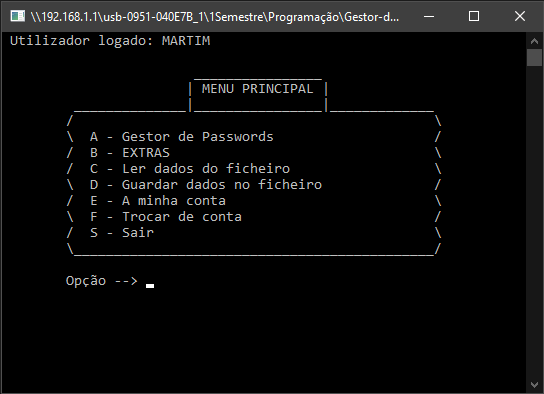 \\192.168.1.1\usb-0951-040E7B_1\1Semestre\Programação\Gestor-d...
Utilizador logado: MARTIM
MENU PRINCIPAL
A - Gestor de Passwords
B - EXTRAS
C - Ler dados do ficheiro
D - Guardar dados no ficheiro
E - A minha conta
F - Trocar de conta
S - Sair
Opção -->